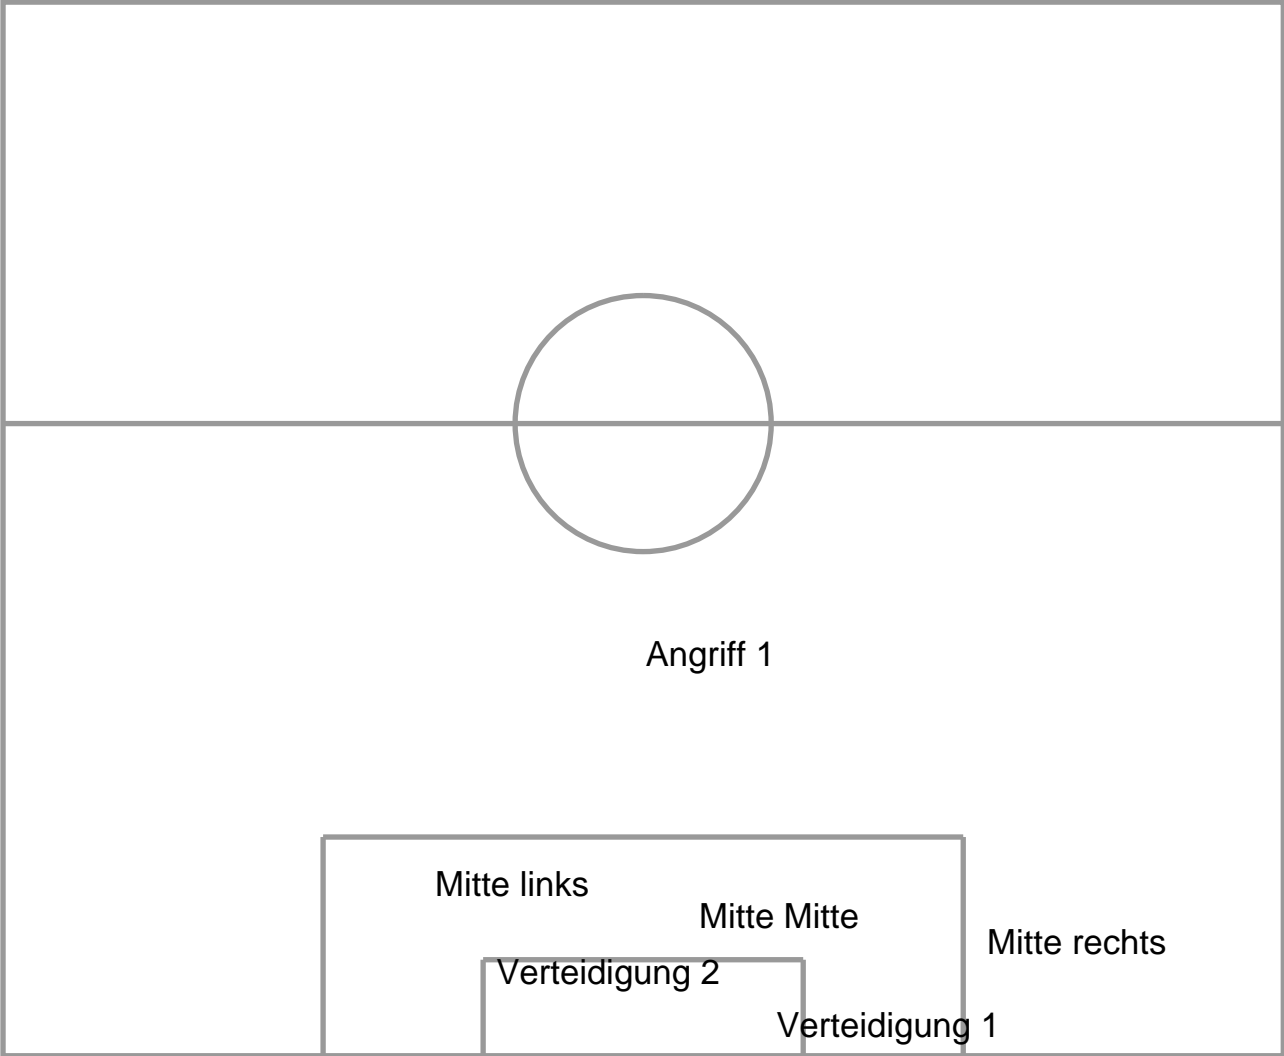 Angriff 1
Mitte links
Mitte Mitte
Mitte rechts
Verteidigung 2
Verteidigung 1